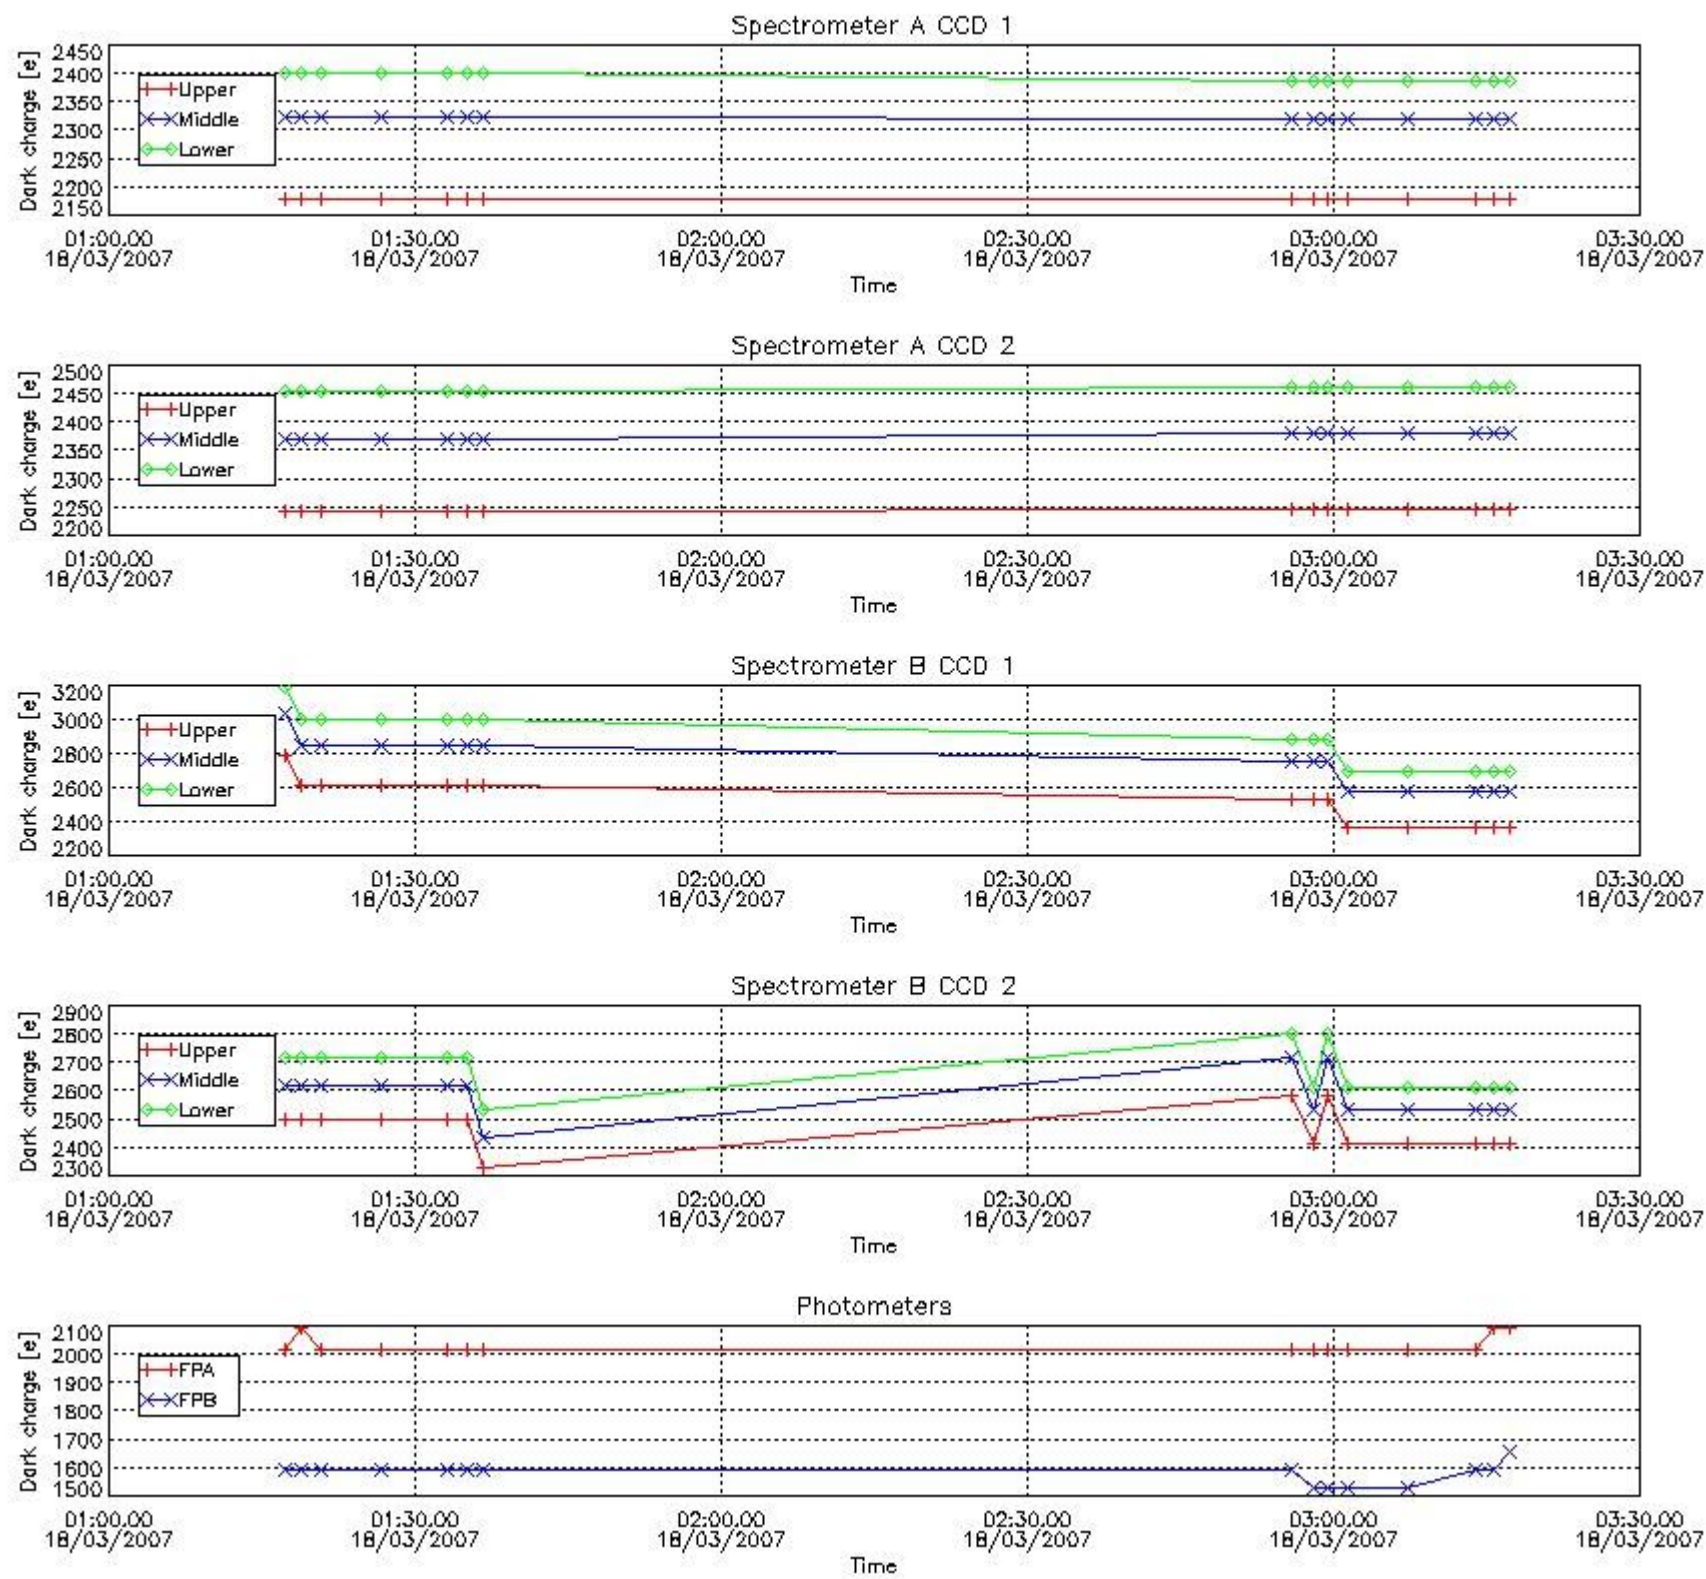 Spectrometer A CCD 1
Dark charge [e]
2450
2400
2350
2300
2250
2200
2150
Upper
Middle
Lower
01:00.00 01:30.00 02:00.00 02:30.00 03:00.00 03:30.00
18/03/2007 18/03/2007 18/03/2007 18/03/2007 18/03/2007 18/03/2007
Time
Spectrometer A CCD 2
Dark charge [e]
2500
2450
2400
2350
2300
2250
2200
Upper
Middle
Lower
01:00.00 01:30.00 02:00.00 02:30.00 03:00.00 03:30.00
18/03/2007 18/03/2007 18/03/2007 18/03/2007 18/03/2007 18/03/2007
Time
Spectrometer B CCD 1
Dark charge [e]
3200
3000
2800
2600
2400
2200
Upper
Middle
Lower
01:00.00 01:30.00 02:00.00 02:30.00 03:00.00 03:30.00
18/03/2007 18/03/2007 18/03/2007 18/03/2007 18/03/2007 18/03/2007
Time
Spectrometer B CCD 2
Dark charge [e]
2900
2800
2700
2600
2500
2400
2300
Upper
Middle
Lower
01:00.00 01:30.00 02:00.00 02:30.00 03:00.00 03:30.00
18/03/2007 18/03/2007 18/03/2007 18/03/2007 18/03/2007 18/03/2007
Time
Photometers
Dark charge [e]
2100
2000
1900
1800
1700
1600
1500
FPA
FPB
01:00.00 01:30.00 02:00.00 02:30.00 03:00.00 03:30.00
18/03/2007 18/03/2007 18/03/2007 18/03/2007 18/03/2007 18/03/2007
Time